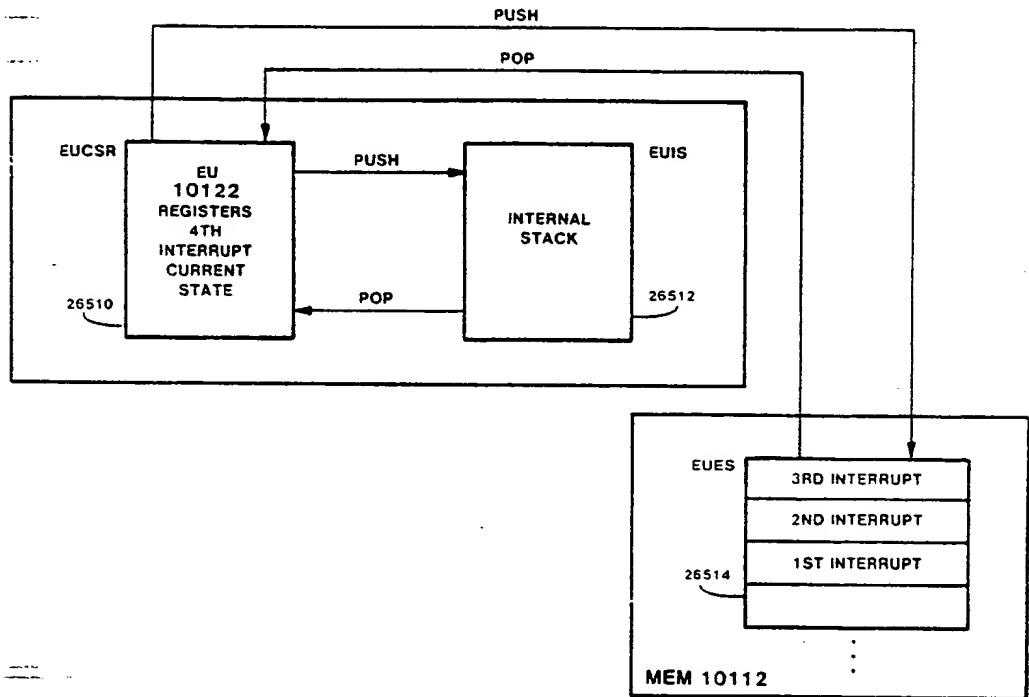 PUSH
POP
EUCSR
EU
10122
REGISTERS
4TH
INTERRUPT
CURRENT
STATE
26510
PUSH
POP
EUIS
INTERNAL
STACK
26512
EUES
3RD INTERRUPT
2ND INTERRUPT
1ST INTERRUPT
26514
MEM 10112